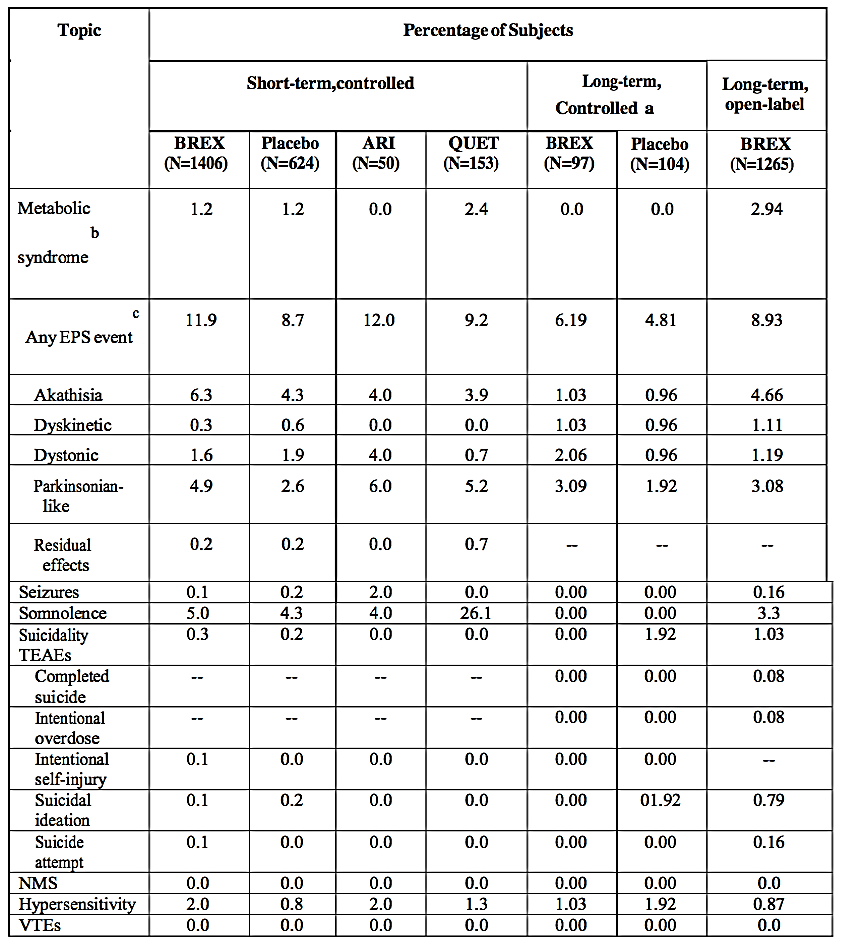 Topic Percentage of Subjects
Short-term,controlled Long-term, Controlled a Long-term, open-label
BREX (N=1406) Placebo (N=624) ARI (N=50) QUET (N=153) BREX (N=97) Placebo (N=104) BREX (N=1265)
Metabolic b syndrome 1.2 1.2 0.0 2.4 0.0 0.0 2.94
c Any EPS event 11.9 8.7 12.0 9.2 6.19 4.81 8.93
Akathisia 6.3 4.3 4.0 3.9 1.03 0.96 4.66
Dyskinetic 0.3 0.6 0.0 0.0 1.03 0.96 1.11
Dystonic 1.6 1.9 4.0 0.7 2.06 0.96 1.19
Parkinsonian-like 4.9 2.6 6.0 5.2 3.09 1.92 3.08
Residual effects 0.2 0.2 0.0 0.7 -- -- --
Seizures 0.1 0.2 2.0 0.0 0.00 0.00 0.16
Somnolence 5.0 4.3 4.0 26.1 0.00 0.00 3.3
Suicidality TEAEs 0.3 0.2 0.0 0.0 0.00 1.92 1.03
Completed suicide -- -- -- -- 0.00 0.00 0.08
Intentional overdose -- -- -- -- 0.00 0.00 0.08
Intentional self-injury 0.1 0.0 0.0 0.0 0.00 0.00 --
Suicidal ideation 0.1 0.2 0.0 0.0 0.00 01.92 0.79
Suicide attempt 0.1 0.0 0.0 0.0 0.00 0.00 0.16
NMS 0.0 0.0 0.0 0.0 0.00 0.00 0.0
Hypersensitivity 2.0 0.8 2.0 1.3 1.03 1.92 0.87
VTEs 0.0 0.0 0.0 0.0 0.00 0.00 0.0